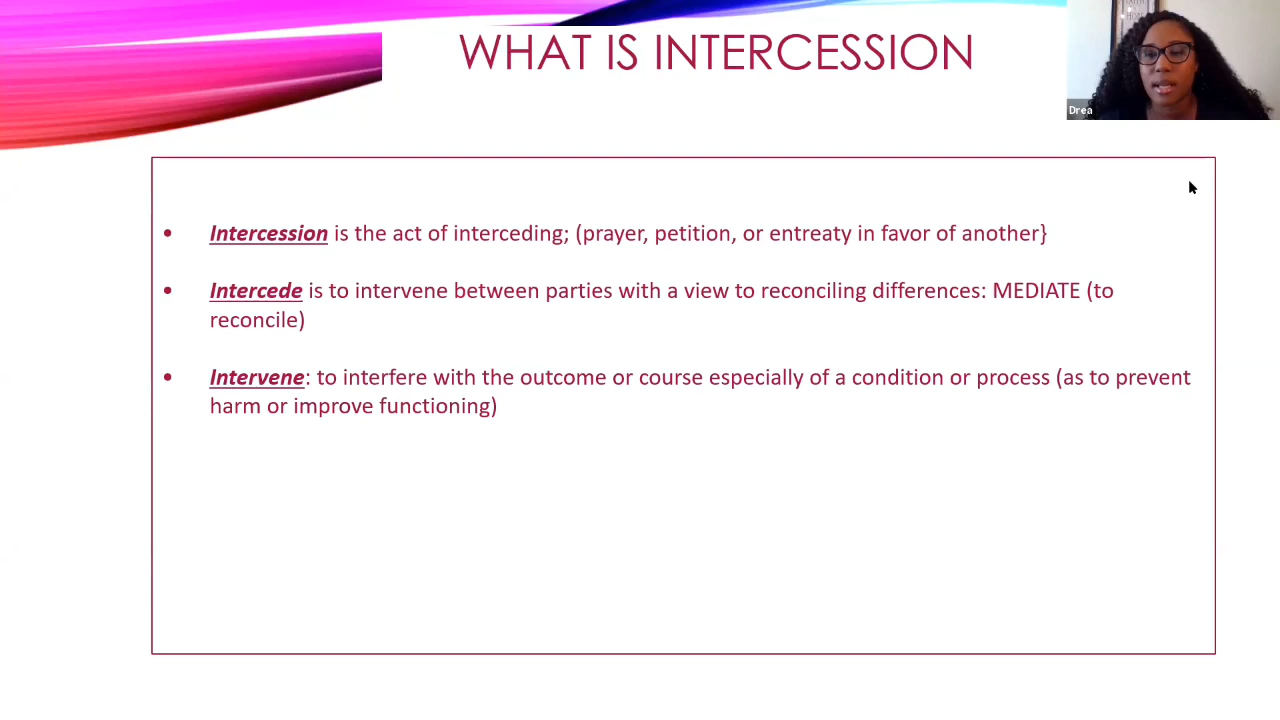 WHAT IS INTERCESSION
Drea
• Intercession is the act of interceding; (prayer, petition, or entreaty in favor of another}
• Intercede is to intervene between parties with a view to reconciling differences: MEDIATE (to
reconcile)
• Intervene: to interfere with the outcome or course especially of a condition or process (as to prevent
harm or improve functioning)